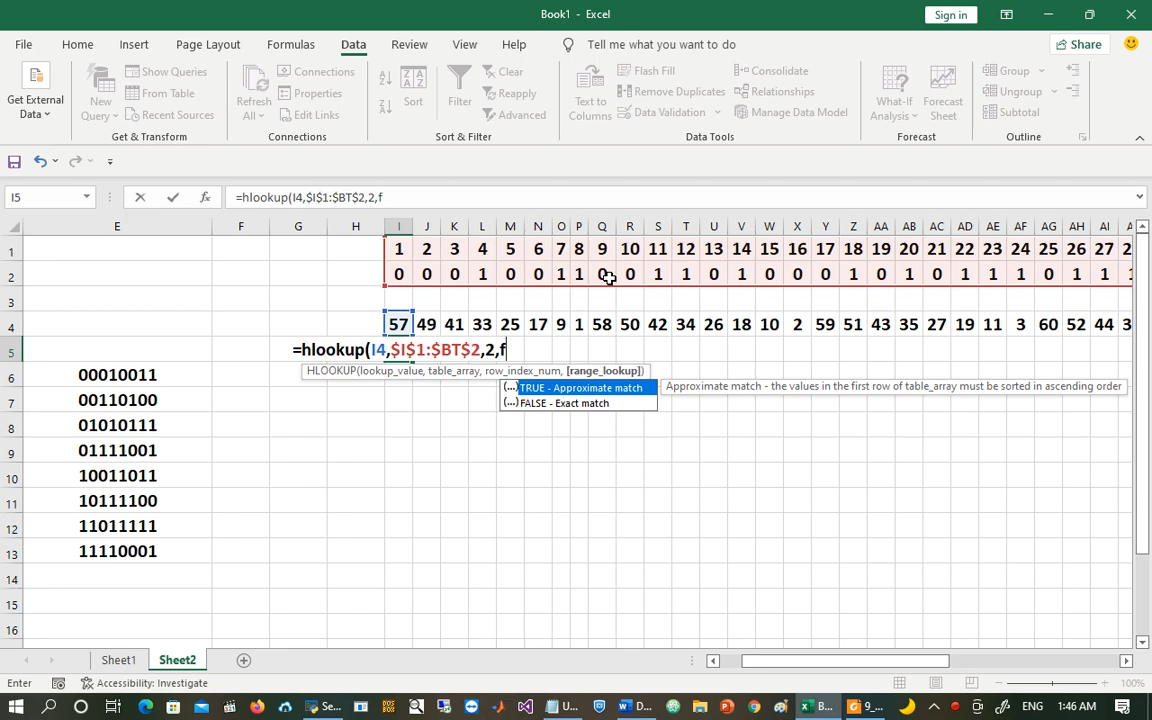 Book1 - Excel
Sign in
File Home Insert Page Layout Formulas Data Review View Help Tell me what you want to do Share
Get External Data
New Query
Show Queries
From Table
Recent Sources
Get & Transform
Refresh All
Connections
Properties
Edit Links
Connections
Sort
Filter
Clear
Reapply
Advanced
Sort & Filter
Text to Columns
Flash Fill
Remove Duplicates
Data Validation
Consolidate
Relationships
Manage Data Model
Data Tools
What-If Analysis
Forecast Sheet
Forecast
Group
Ungroup
Subtotal
Outline
I5 fx =hlookup(I4,$I$1:$BT$2,2,f
E F G H I J K L M N O P Q R S T U V W X Y Z AA AB AC AD AE AF AG AH AI A
1 1 2 3 4 5 6 7 8 9 10 11 12 13 14 15 16 17 18 19 20 21 22 23 24 25 26 27 2
2 0 0 0 1 0 0 1 1 0 0 1 1 0 1 0 0 0 1 0 1 0 1 1 1 0 1 1 1
3
4 57 49 41 33 25 17 9 1 58 50 42 34 26 18 10 2 59 51 43 35 27 19 11 3 60 52 44 3
5 =hlookup(I4,$I$1:$BT$2,2,f
HLOOKUP(lookup_value, table_array, row_index_num, [range_lookup])
(...) TRUE - Approximate match
Approximate match - the values in the first row of table_array must be sorted in ascending order
(...) FALSE - Exact match
6 00010011
7 00110100
8 01010111
9 01111001
10 10011011
11 10111100
12 11011111
13 11110001
14
15
16
Sheet1 Sheet2
Enter Accessibility: Investigate 100%
Se... U... D... B... 9_... ENG 1:46 AM